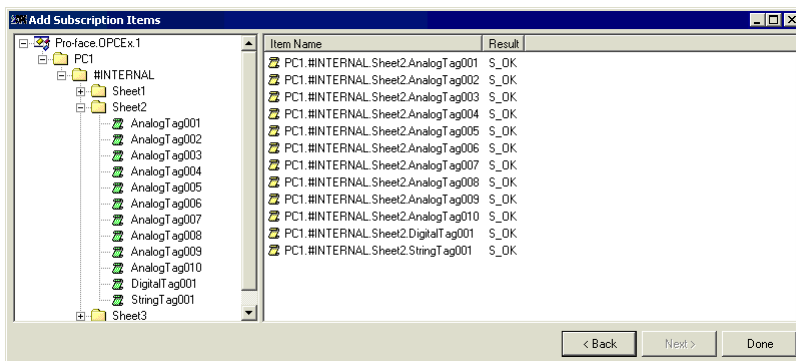 Add Subscription Items
Pro-face.OPCEx.1
PC1
#INTERNAL
Sheet1
Sheet2
AnalogTag001
AnalogTag002
AnalogTag003
AnalogTag004
AnalogTag005
AnalogTag006
AnalogTag007
AnalogTag008
AnalogTag009
AnalogTag010
DigitalTag001
StringTag001
Sheet3
Item Name Result
PC1.#INTERNAL.Sheet2.AnalogTag001 S_OK
PC1.#INTERNAL.Sheet2.AnalogTag002 S_OK
PC1.#INTERNAL.Sheet2.AnalogTag003 S_OK
PC1.#INTERNAL.Sheet2.AnalogTag004 S_OK
PC1.#INTERNAL.Sheet2.AnalogTag005 S_OK
PC1.#INTERNAL.Sheet2.AnalogTag006 S_OK
PC1.#INTERNAL.Sheet2.AnalogTag007 S_OK
PC1.#INTERNAL.Sheet2.AnalogTag008 S_OK
PC1.#INTERNAL.Sheet2.AnalogTag009 S_OK
PC1.#INTERNAL.Sheet2.AnalogTag010 S_OK
PC1.#INTERNAL.Sheet2.DigitalTag001 S_OK
PC1.#INTERNAL.Sheet2.StringTag001 S_OK
< Back Next > Done